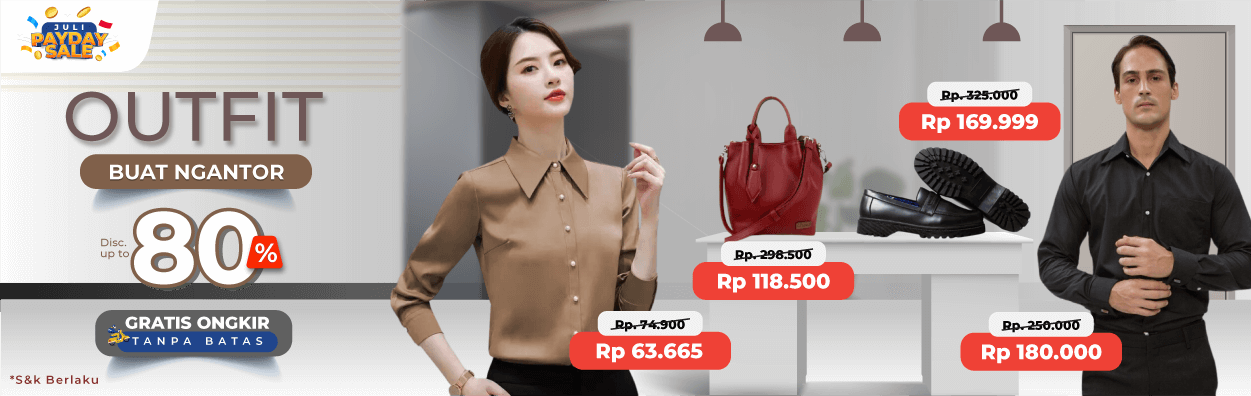 JULI
PAYDAY
SALE
OUTFIT
BUAT NGANTOR
Disc.
up to
80%
GRATIS ONGKIR
TANPA BATAS
*S&k Berlaku
Rp. 74.900
Rp 63.665
Rp. 298.500
Rp 118.500
Rp. 325.000
Rp 169.999
Rp. 250.000
Rp 180.000